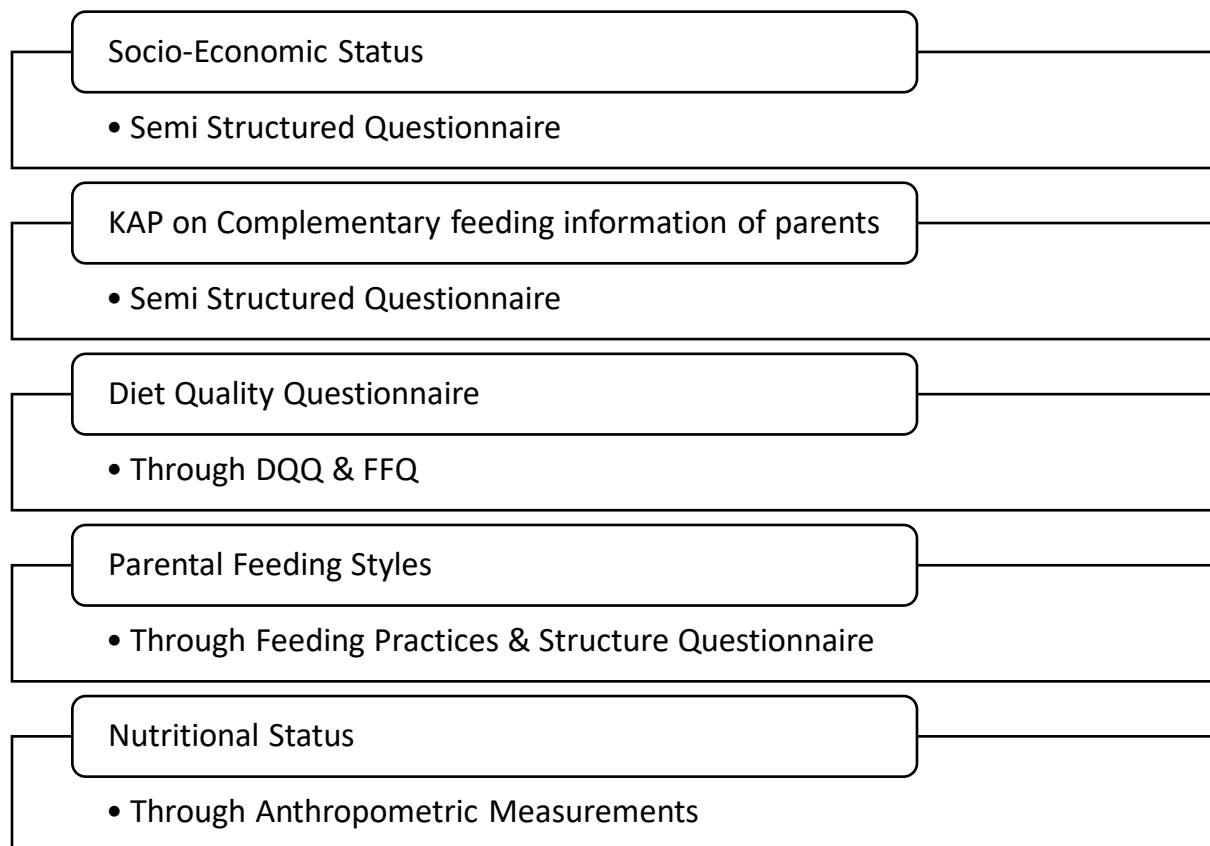 Socio-Economic Status
• Semi Structured Questionnaire
KAP on Complementary feeding information of parents
• Semi Structured Questionnaire
Diet Quality Questionnaire
• Through DQQ & FFQ
Parental Feeding Styles
• Through Feeding Practices & Structure Questionnaire
Nutritional Status
• Through Anthropometric Measurements